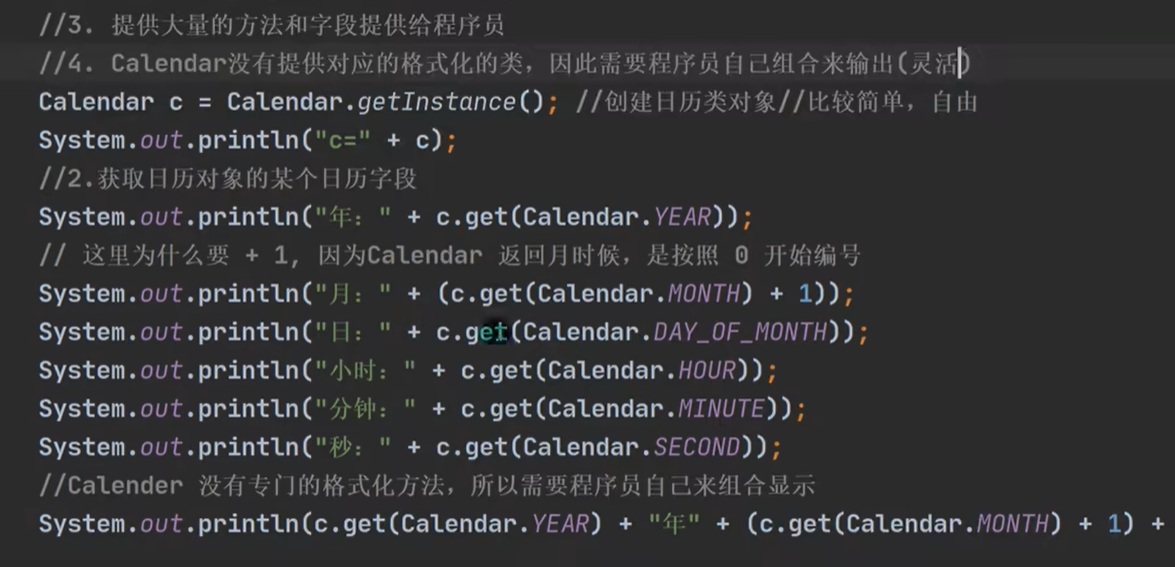 //3. 提供大量的方法和字段提供给程序员
//4. Calendar没有提供对应的格式化的类，因此需要程序员自己组合来输出(灵活)
Calendar c = Calendar.getInstance(); //创建日历类对象//比较简单，自由
System.out.println("c=" + c);
//2.获取日历对象的某个日历字段
System.out.println("年：" + c.get(Calendar.YEAR));
// 这里为什么要 + 1, 因为Calendar 返回月时候，是按照 0 开始编号
System.out.println("月：" + (c.get(Calendar.MONTH) + 1));
System.out.println("日：" + c.get(Calendar.DAY_OF_MONTH));
System.out.println("小时：" + c.get(Calendar.HOUR));
System.out.println("分钟：" + c.get(Calendar.MINUTE));
System.out.println("秒：" + c.get(Calendar.SECOND));
//Calender 没有专门的格式化方法，所以需要程序员自己来组合显示
System.out.println(c.get(Calendar.YEAR) + "年" + (c.get(Calendar.MONTH) + 1) +